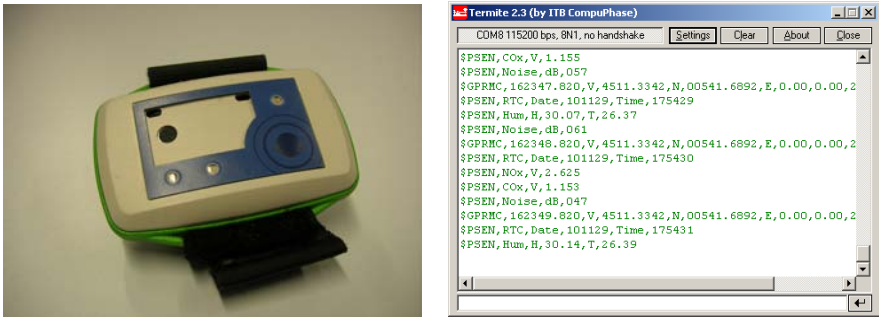 Termite 2.3 (by ITB CompuPhase)
COM8 115200 bps, 8N1, no handshake
Settings
Clear
About
Close
$PSEN,COx,V,1.155
$PSEN,Noise,dB,057
$GPRMC,162347.820,V,4511.3342,N,00541.6892,E,0.00,0.00,2
$PSEN,RTC,Date,101129,Time,175429
$PSEN,Hum,H,30.07,T,26.37
$PSEN,Noise,dB,061
$GPRMC,162348.820,V,4511.3342,N,00541.6892,E,0.00,0.00,2
$PSEN,RTC,Date,101129,Time,175430
$PSEN,NOx,V,2.625
$PSEN,COx,V,1.153
$PSEN,Noise,dB,047
$GPRMC,162349.820,V,4511.3342,N,00541.6892,E,0.00,0.00,2
$PSEN,RTC,Date,101129,Time,175431
$PSEN,Hum,H,30.14,T,26.39